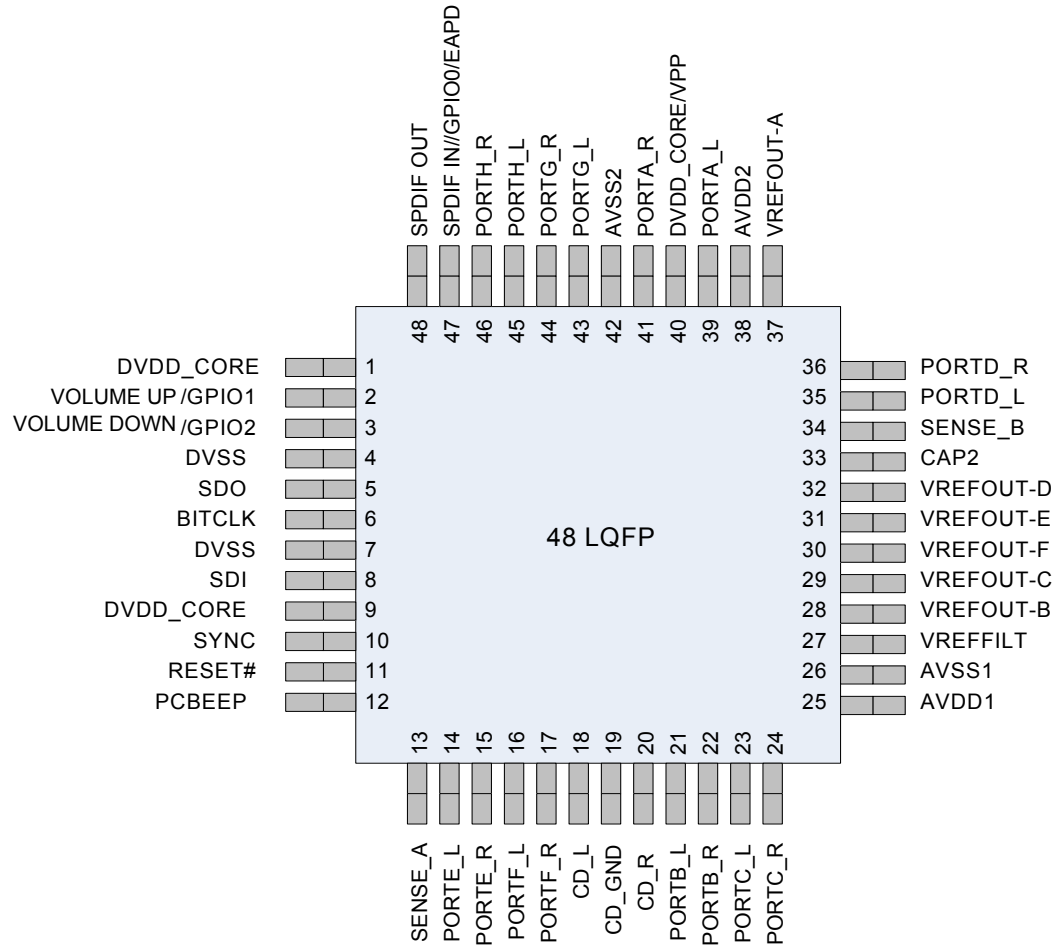 SPDIF OUT
SPDIF IN//GPIO0/EAPD
PORTH_R
PORTH_L
PORTG_R
PORTG_L
AVSS2
PORTA_R
DVDD_CORE/VPP
PORTA_L
AVDD2
VREFOUT-A
48
47
46
45
44
43
42
41
40
39
38
37
DVDD_CORE 1
VOLUME UP /GPIO1 2
VOLUME DOWN /GPIO2 3
DVSS 4
SDO 5
BITCLK 6
DVSS 7
SDI 8
DVDD_CORE 9
SYNC 10
RESET# 11
PCBEEP 12
48 LQFP
36 PORTD_R
35 PORTD_L
34 SENSE_B
33 CAP2
32 VREFOUT-D
31 VREFOUT-E
30 VREFOUT-F
29 VREFOUT-C
28 VREFOUT-B
27 VREFFILT
26 AVSS1
25 AVDD1
13
14
15
16
17
18
19
20
21
22
23
24
SENSE_A
PORTE_L
PORTE_R
PORTF_L
PORTF_R
CD_L
CD_GND
CD_R
PORTB_L
PORTB_R
PORTC_L
PORTC_R